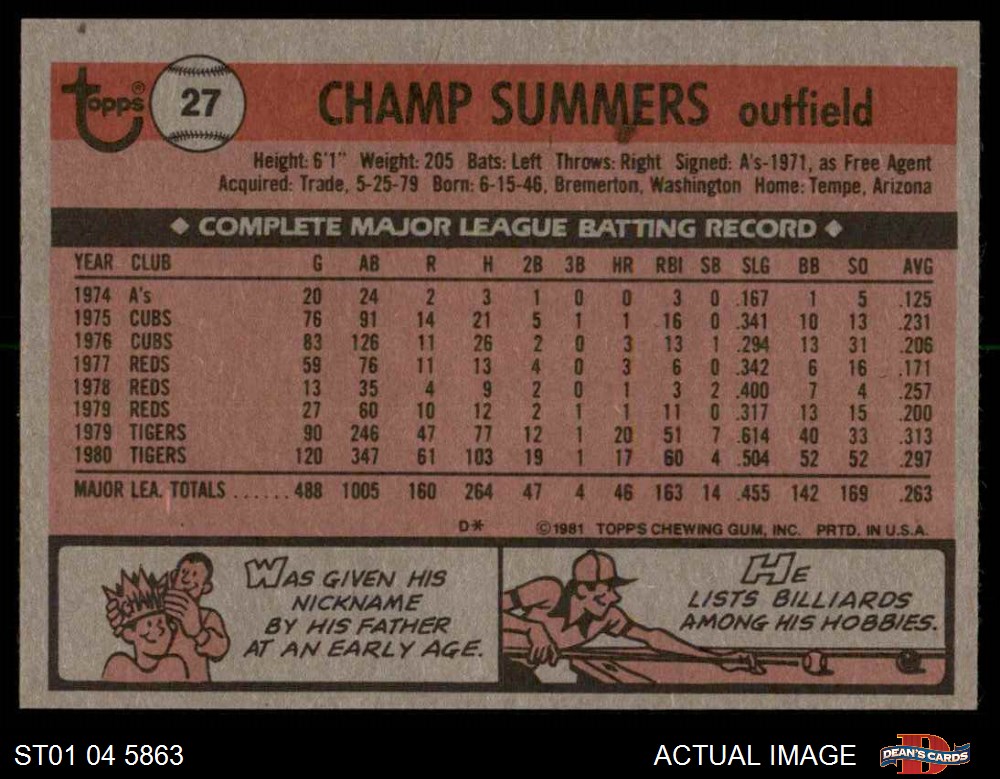 Topps® 27 CHAMP SUMMERS outfield
Height: 6'1" Weight: 205 Bats: Left Throws: Right Signed: A's-1971, as Free Agent
Acquired: Trade, 5-25-79 Born: 6-15-46, Bremerton, Washington Home: Tempe, Arizona
◆ COMPLETE MAJOR LEAGUE BATTING RECORD ◆
YEAR CLUB G AB R H 2B 3B HR RBI SB SLG BB SO AVG
1974 A's 20 24 2 3 1 0 0 3 0 .167 1 5 .125
1975 CUBS 76 91 14 21 5 1 1 16 0 .341 10 13 .231
1976 CUBS 83 126 11 26 2 0 3 13 1 .294 13 31 .206
1977 REDS 59 76 11 13 4 0 3 6 0 .342 6 16 .171
1978 REDS 13 35 4 9 2 0 1 3 2 .400 7 4 .257
1979 REDS 27 60 10 12 2 1 1 11 0 .317 13 15 .200
1979 TIGERS 90 246 47 77 12 1 20 51 7 .614 40 33 .313
1980 TIGERS 120 347 61 103 19 1 17 60 4 .504 52 52 .297
MAJOR LEA. TOTALS ...... 488 1005 160 264 47 4 46 163 14 .455 142 169 .263
D* ©1981 TOPPS CHEWING GUM, INC. PRTD. IN U.S.A.
WAS GIVEN HIS
NICKNAME
BY HIS FATHER
AT AN EARLY AGE.
HE
LISTS BILLIARDS
AMONG HIS HOBBIES.
ST01 04 5863 ACTUAL IMAGE DEAN'S CARDS